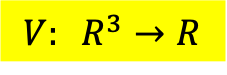 V: R³ → R